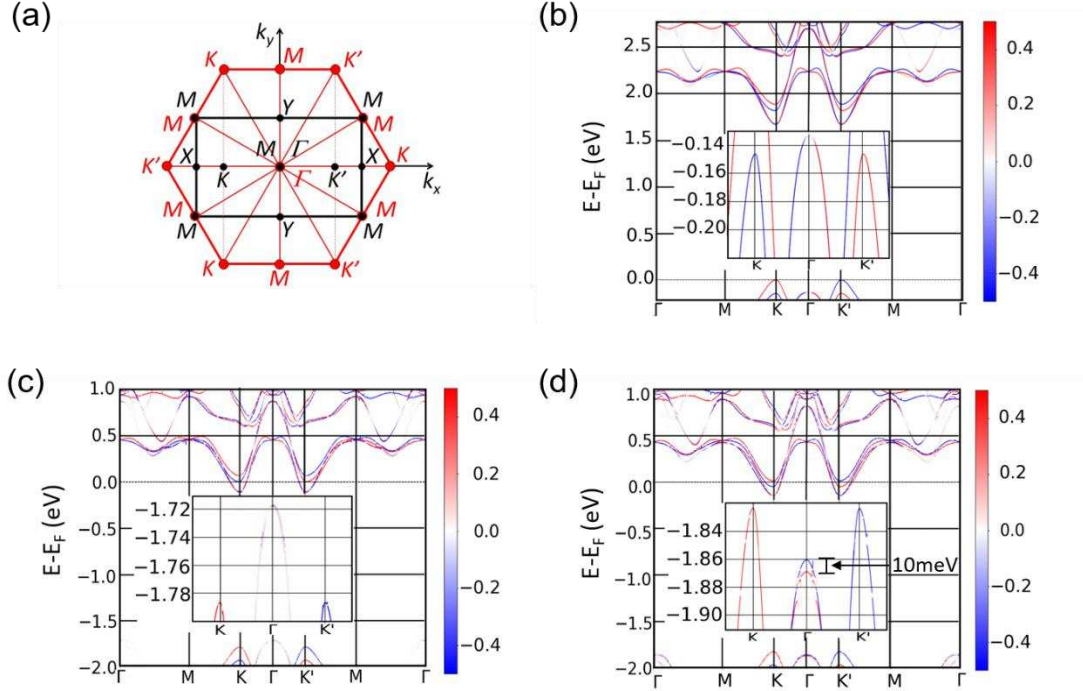 (a)
k_y
K M K'
M Y M
M M
X M Γ X K
K' K Γ K' k_x
M Y M
M M
K M K'
(b)
E-E_F (eV)
2.5
2.0
1.5
1.0
0.5
0.0
−0.14
−0.16
−0.18
−0.20
K Γ K'
Γ M K Γ K' M Γ
0.4
0.2
0.0
−0.2
−0.4
(c)
E-E_F (eV)
1.0
0.5
0.0
−0.5
−1.0
−1.5
−2.0
−1.72
−1.74
−1.76
−1.78
K Γ K'
Γ M K Γ K' M Γ
0.4
0.2
0.0
−0.2
−0.4
(d)
E-E_F (eV)
1.0
0.5
0.0
−0.5
−1.0
−1.5
−2.0
−1.84
−1.86
−1.88
−1.90
10meV
K Γ K'
Γ M K Γ K' M Γ
0.4
0.2
0.0
−0.2
−0.4